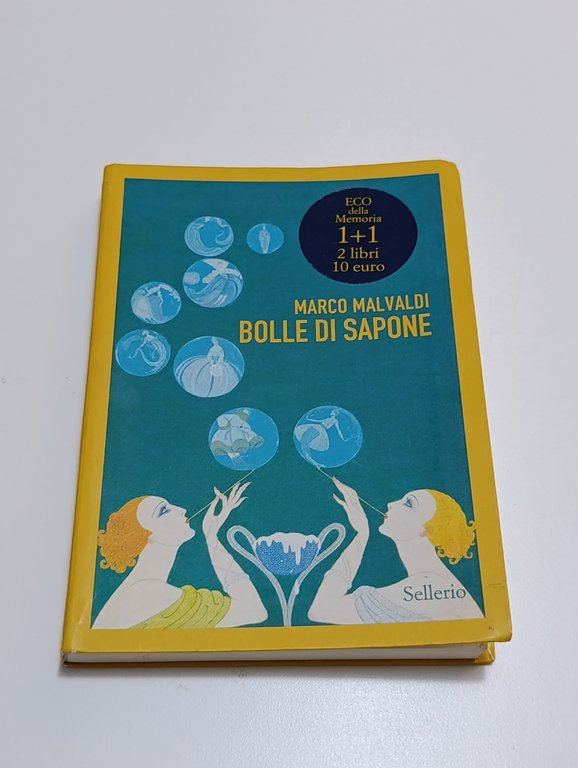 ECO
della
Memoria
1+1
2 libri
10 euro
MARCO MALVALDI
BOLLE DI SAPONE
Sellerio